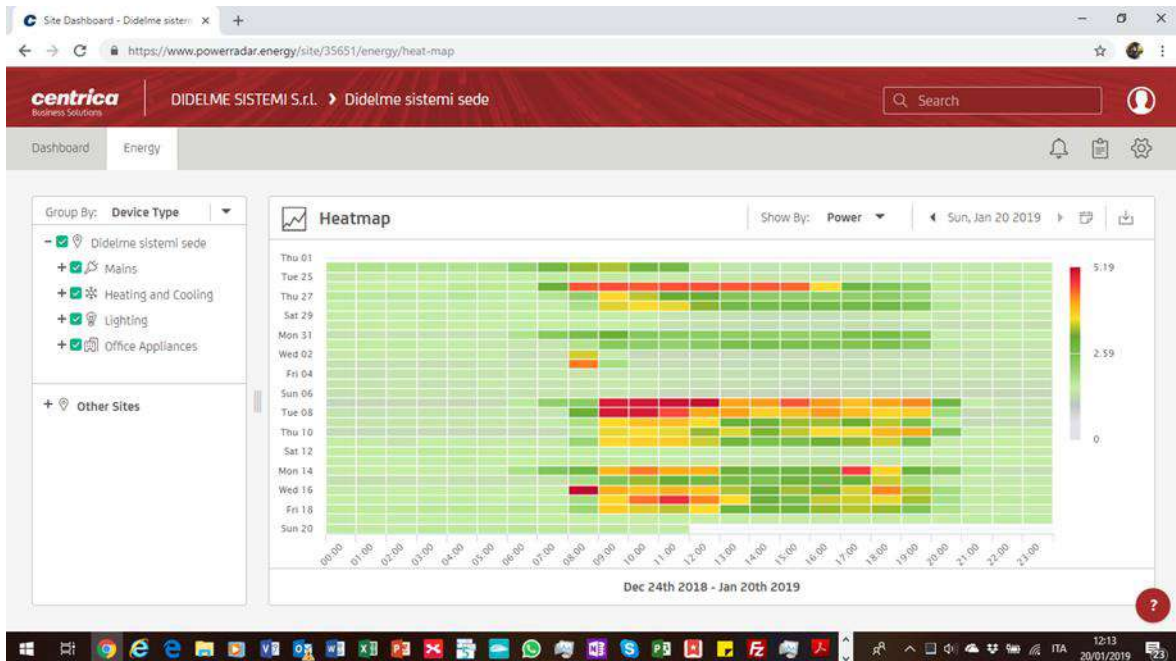 Site Dashboard - Didelme sistem
https://www.powerradar.energy/site/35651/energy/heat-map
centrica
Business Solutions
DIDELME SISTEMI S.r.l. > Didelme sistemi sede
Search
Dashboard Energy
Group By: Device Type
Didelme sistemi sede
Mains
Heating and Cooling
Lighting
Office Appliances
Other Sites
Heatmap
Show By: Power
Sun, Jan 20 2019
Thu 01
Tue 25
Thu 27
Sat 29
Mon 31
Wed 02
Fri 04
Sun 06
Tue 08
Thu 10
Sat 12
Mon 14
Wed 16
Fri 18
Sun 20
00:00 01:00 02:00 03:00 04:00 05:00 06:00 07:00 08:00 09:00 10:00 11:00 12:00 13:00 14:00 15:00 16:00 17:00 18:00 19:00 20:00 21:00 22:00 23:00
5.19
2.59
0
Dec 24th 2018 - Jan 20th 2019
?
ITA
12:13
20/01/2019
23